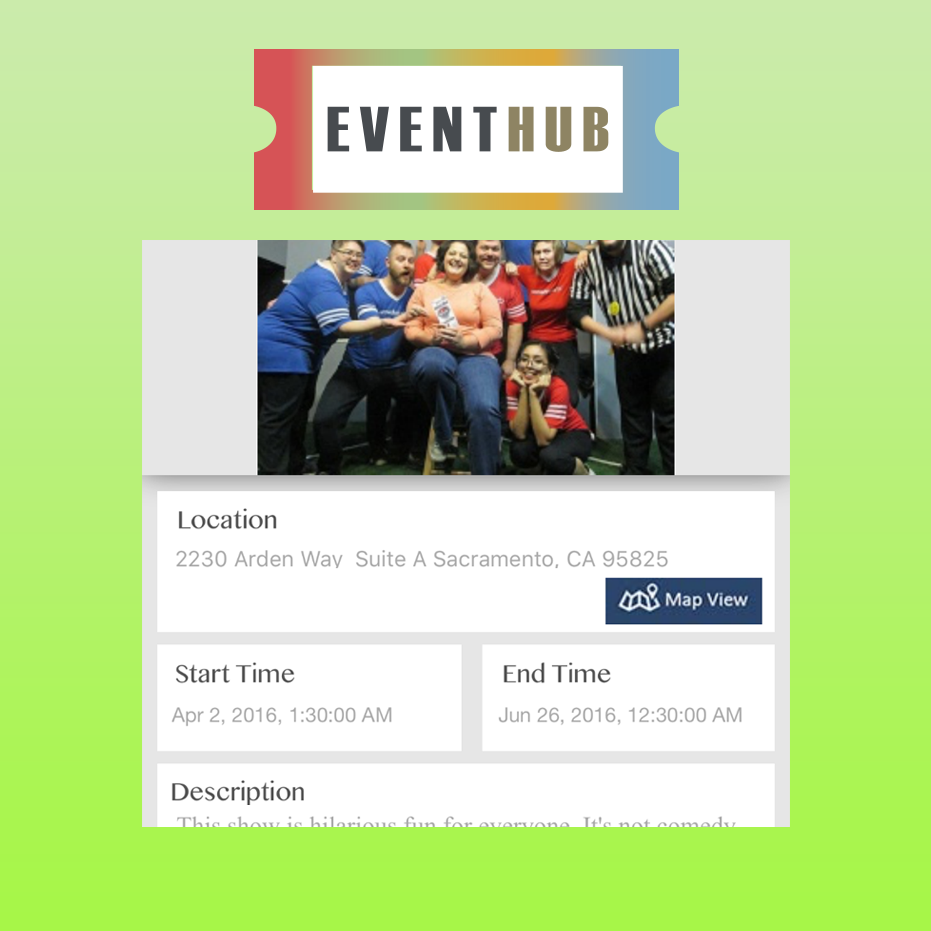 EVENTHUB
Location
2230 Arden Way Suite A Sacramento, CA 95825
Map View
Start Time
End Time
Apr 2, 2016, 1:30:00 AM
Jun 26, 2016, 12:30:00 AM
Description
This show is hilarious fun for everyone. It's not comedy